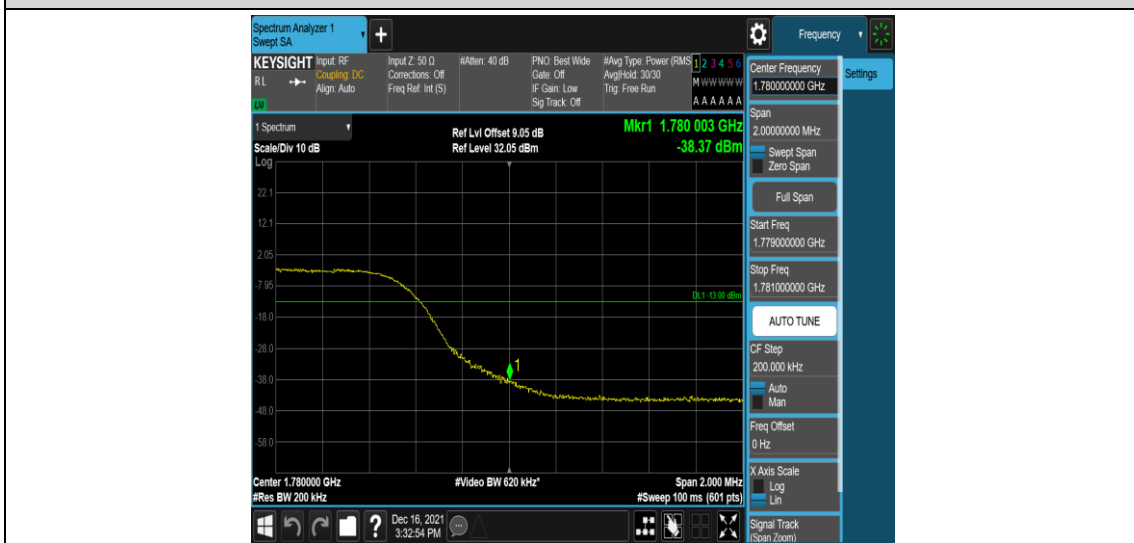 Spectrum Analyzer 1
Swept SA
+
Frequency
KEYSIGHT
RL
LXI
Input: RF
Coupling: DC
Align: Auto
Input Z: 50 Ω
Corrections: Off
Freq Ref: Int (S)
#Atten: 40 dB
PNO: Best Wide
Gate: Off
IF Gain: Low
Sig Track: Off
#Avg Type: Power (RMS
Avg|Hold: 30/30
Trig: Free Run
1 2 3 4 5 6
M W W W W W
A A A A A A
1 Spectrum
Scale/Div 10 dB
Log
Ref Lvl Offset 9.05 dB
Ref Level 32.05 dBm
Mkr1 1.780 003 GHz
-38.37 dBm
22.1
12.1
2.05
-7.95
DL1 -13.00 dBm
-18.0
-28.0
1
-38.0
-48.0
-58.0
Center 1.780000 GHz
#Res BW 200 kHz
#Video BW 620 kHz*
Span 2.000 MHz
#Sweep 100 ms (601 pts)
?
Dec 16, 2021
3:32:54 PM
Center Frequency
1.780000000 GHz
Settings
Span
2.00000000 MHz
Swept Span
Zero Span
Full Span
Start Freq
1.779000000 GHz
Stop Freq
1.781000000 GHz
AUTO TUNE
CF Step
200.000 kHz
Auto
Man
Freq Offset
0 Hz
X Axis Scale
Log
Lin
Signal Track
(Span Zoom)